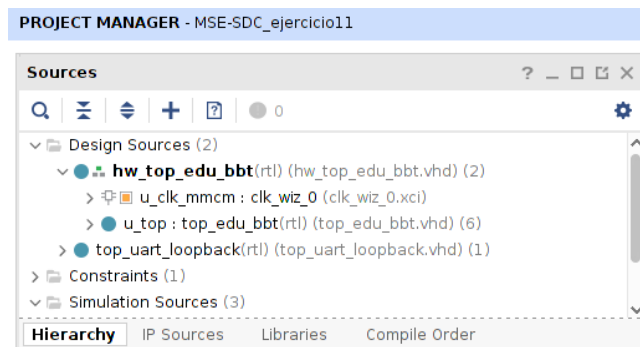 PROJECT MANAGER - MSE-SDC_ejercicio11
Sources
? _
0
Design Sources (2)
hw_top_edu_bbt(rtl) (hw_top_edu_bbt.vhd) (2)
u_clk_mmcm : clk_wiz_0 (clk_wiz_0.xci)
u_top : top_edu_bbt(rtl) (top_edu_bbt.vhd) (6)
top_uart_loopback(rtl) (top_uart_loopback.vhd) (1)
Constraints (1)
Simulation Sources (3)
Hierarchy IP Sources Libraries Compile Order